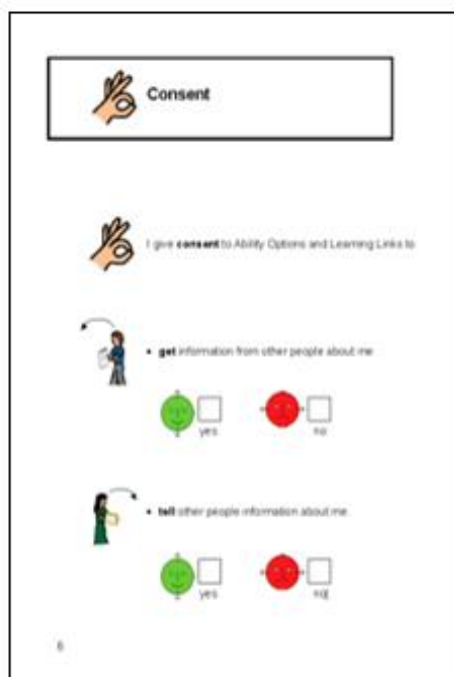 Consent
I give consent to Ability Options and Learning Links to
• get information from other people about me
yes no
• tell other people information about me.
yes no
6